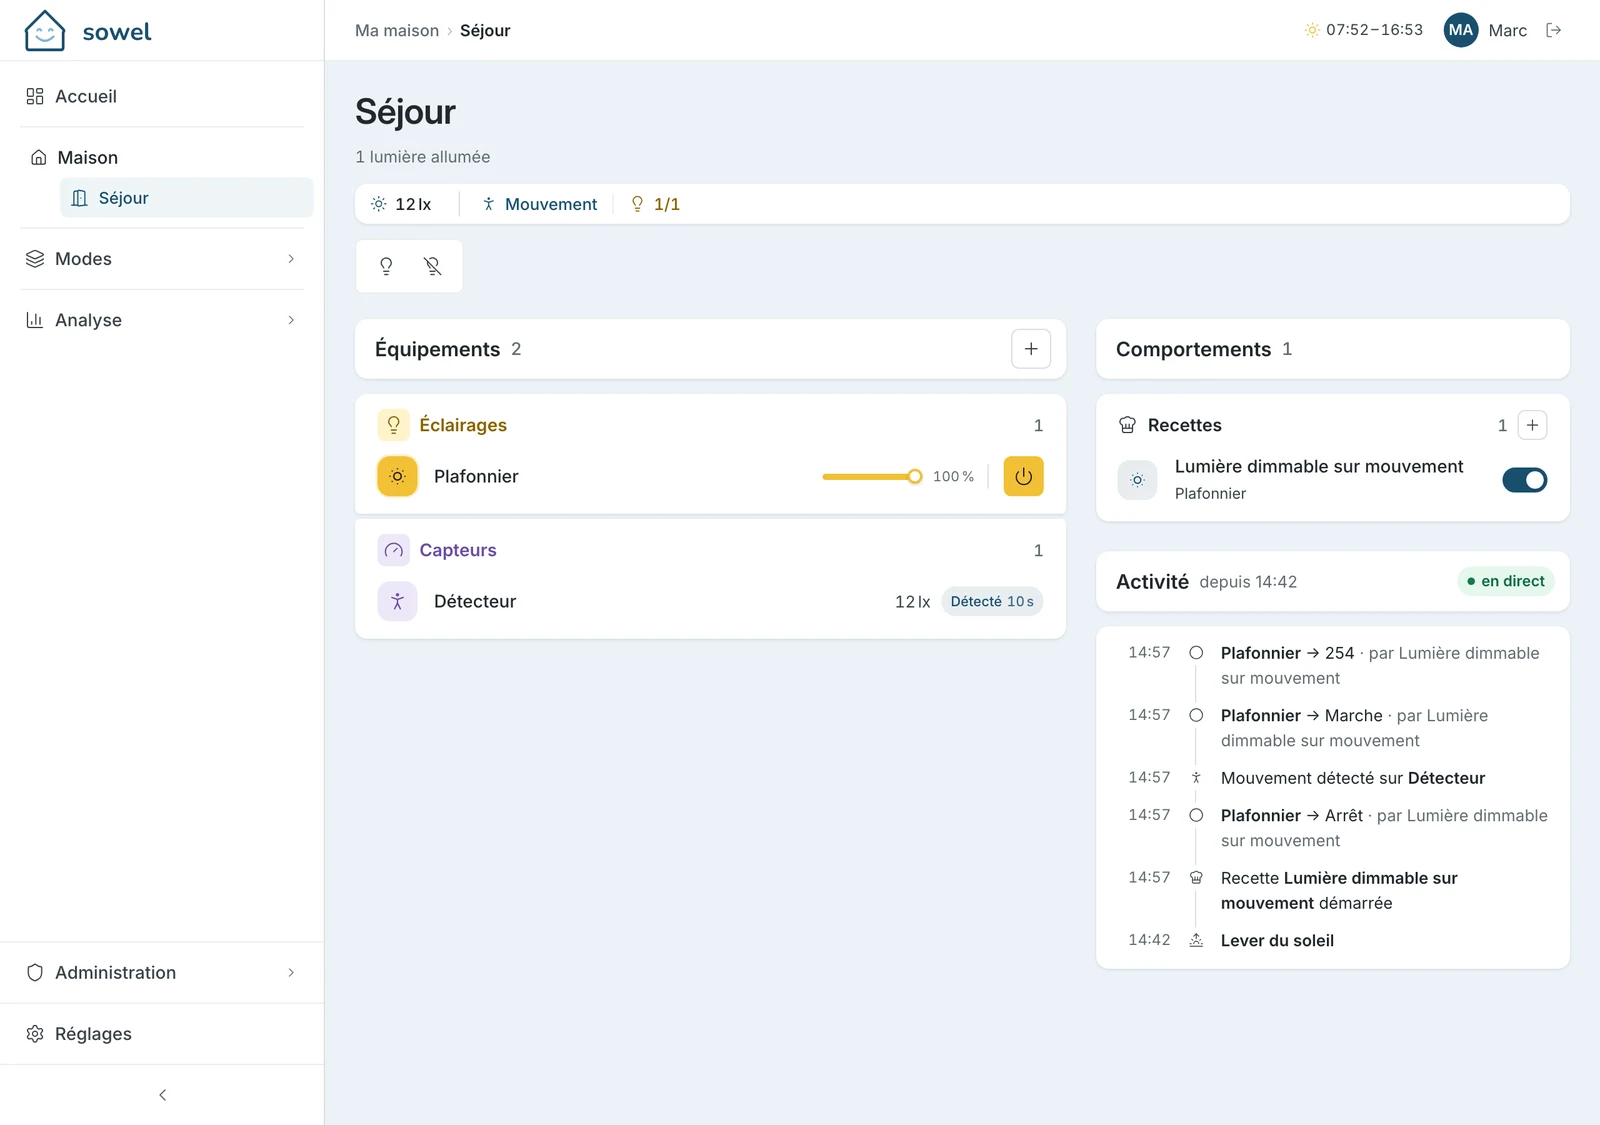 sowel
Ma maison › Séjour
07:52–16:53
MA
Marc
Accueil
Maison
Séjour
Modes
Analyse
Administration
Réglages
Séjour
1 lumière allumée
12 lx
Mouvement
1/1
Équipements 2
Éclairages
1
Plafonnier
100 %
Capteurs
1
Détecteur
12 lx
Détecté 10 s
Comportements 1
Recettes
1
Lumière dimmable sur mouvement
Plafonnier
Activité depuis 14:42
en direct
14:57 Plafonnier → 254 · par Lumière dimmable
sur mouvement
14:57 Plafonnier → Marche · par Lumière
dimmable sur mouvement
14:57 Mouvement détecté sur Détecteur
14:57 Plafonnier → Arrêt · par Lumière dimmable
sur mouvement
14:57 Recette Lumière dimmable sur
mouvement démarrée
14:42 Lever du soleil